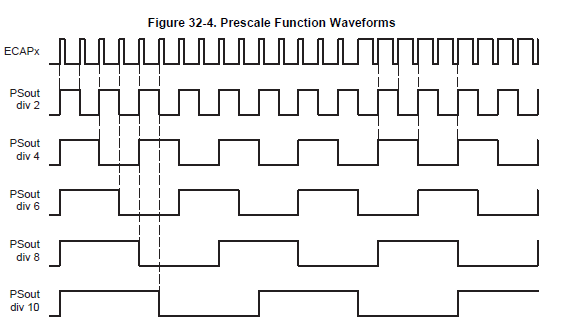 Figure 32-4. Prescale Function Waveforms
ECAPx
PSout
div 2
PSout
div 4
PSout
div 6
PSout
div 8
PSout
div 10